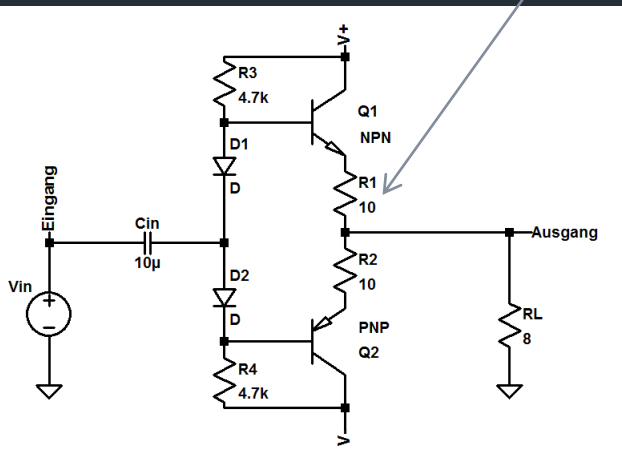 V+
R3
4.7k
Q1
NPN
D1
D
R1
10
Eingang
Cin
10µ
Ausgang
Vin
D2
D
R2
10
RL
8
PNP
Q2
R4
4.7k
V